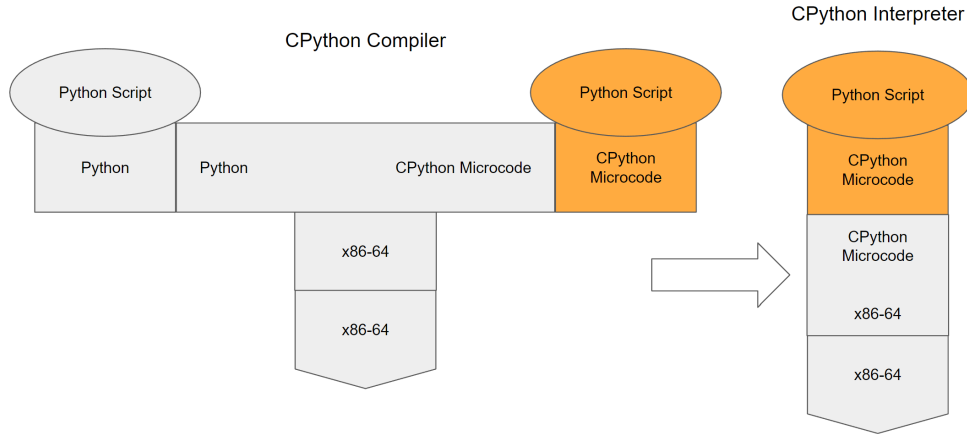 CPython Interpreter
CPython Compiler
Python Script
Python Script
Python Script
Python
Python
CPython Microcode
CPython
Microcode
CPython
Microcode
x86-64
CPython
Microcode
x86-64
x86-64
x86-64